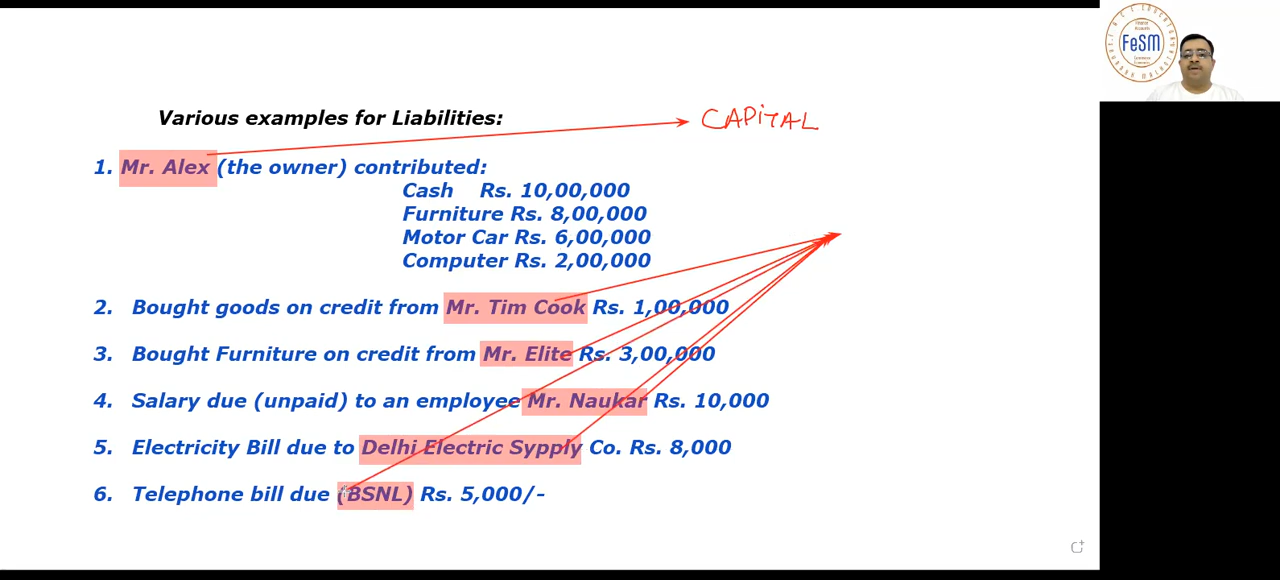 FeSM
Various examples for Liabilities:
CAPiTAL
1. Mr. Alex (the owner) contributed:
Cash Rs. 10,00,000
Furniture Rs. 8,00,000
Motor Car Rs. 6,00,000
Computer Rs. 2,00,000
2. Bought goods on credit from Mr. Tim Cook Rs. 1,00,000
3. Bought Furniture on credit from Mr. Elite Rs. 3,00,000
4. Salary due (unpaid) to an employee Mr. Naukar Rs. 10,000
5. Electricity Bill due to Delhi Electric Sypply Co. Rs. 8,000
6. Telephone bill due (BSNL) Rs. 5,000/-